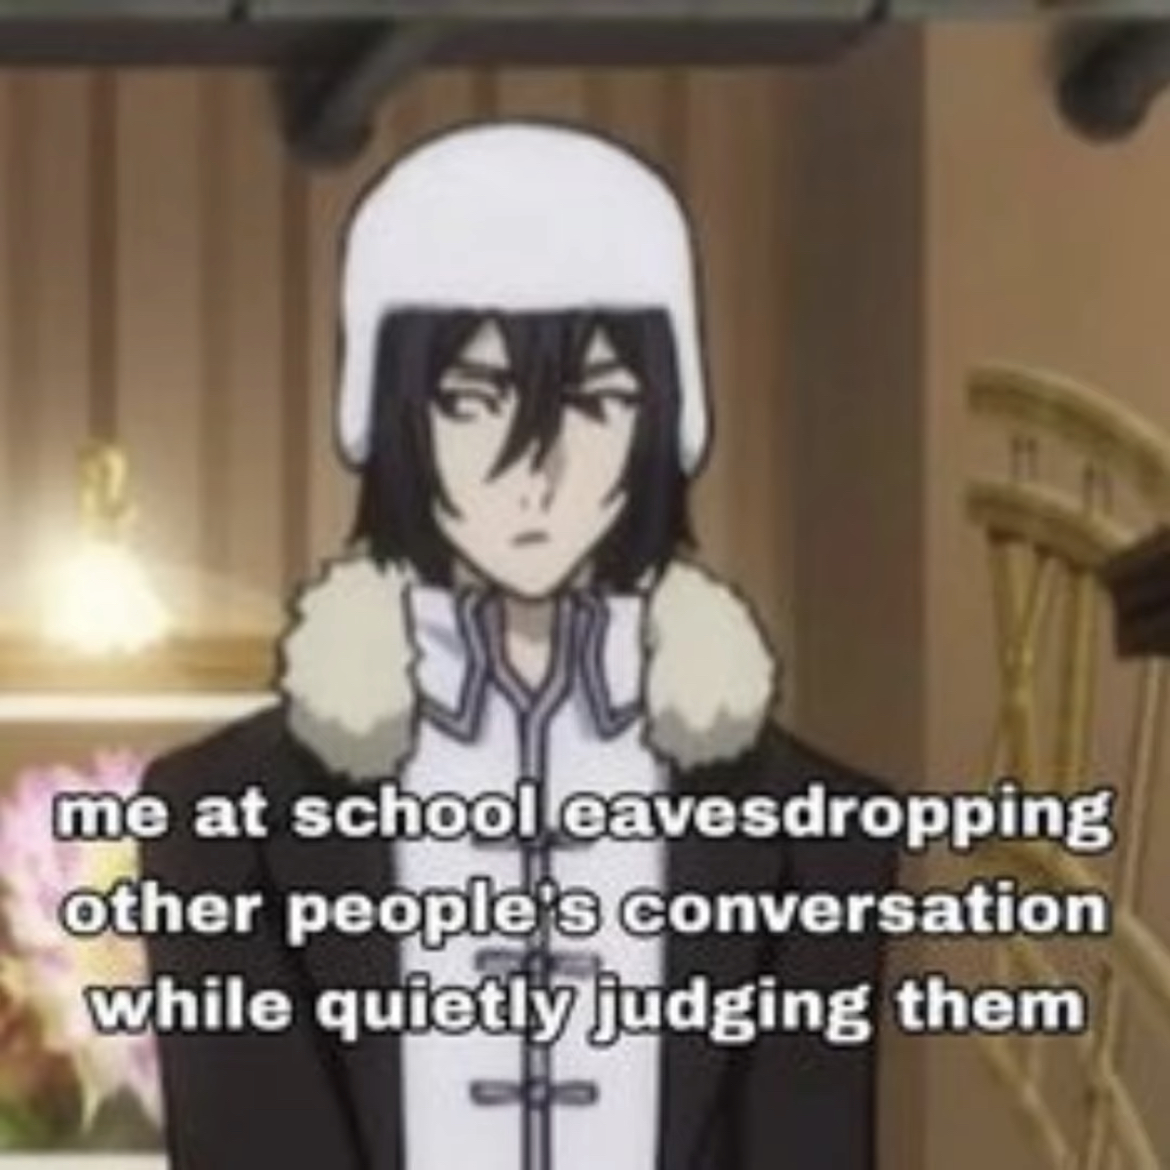 me at school eavesdropping
other people's conversation
while quietly judging them